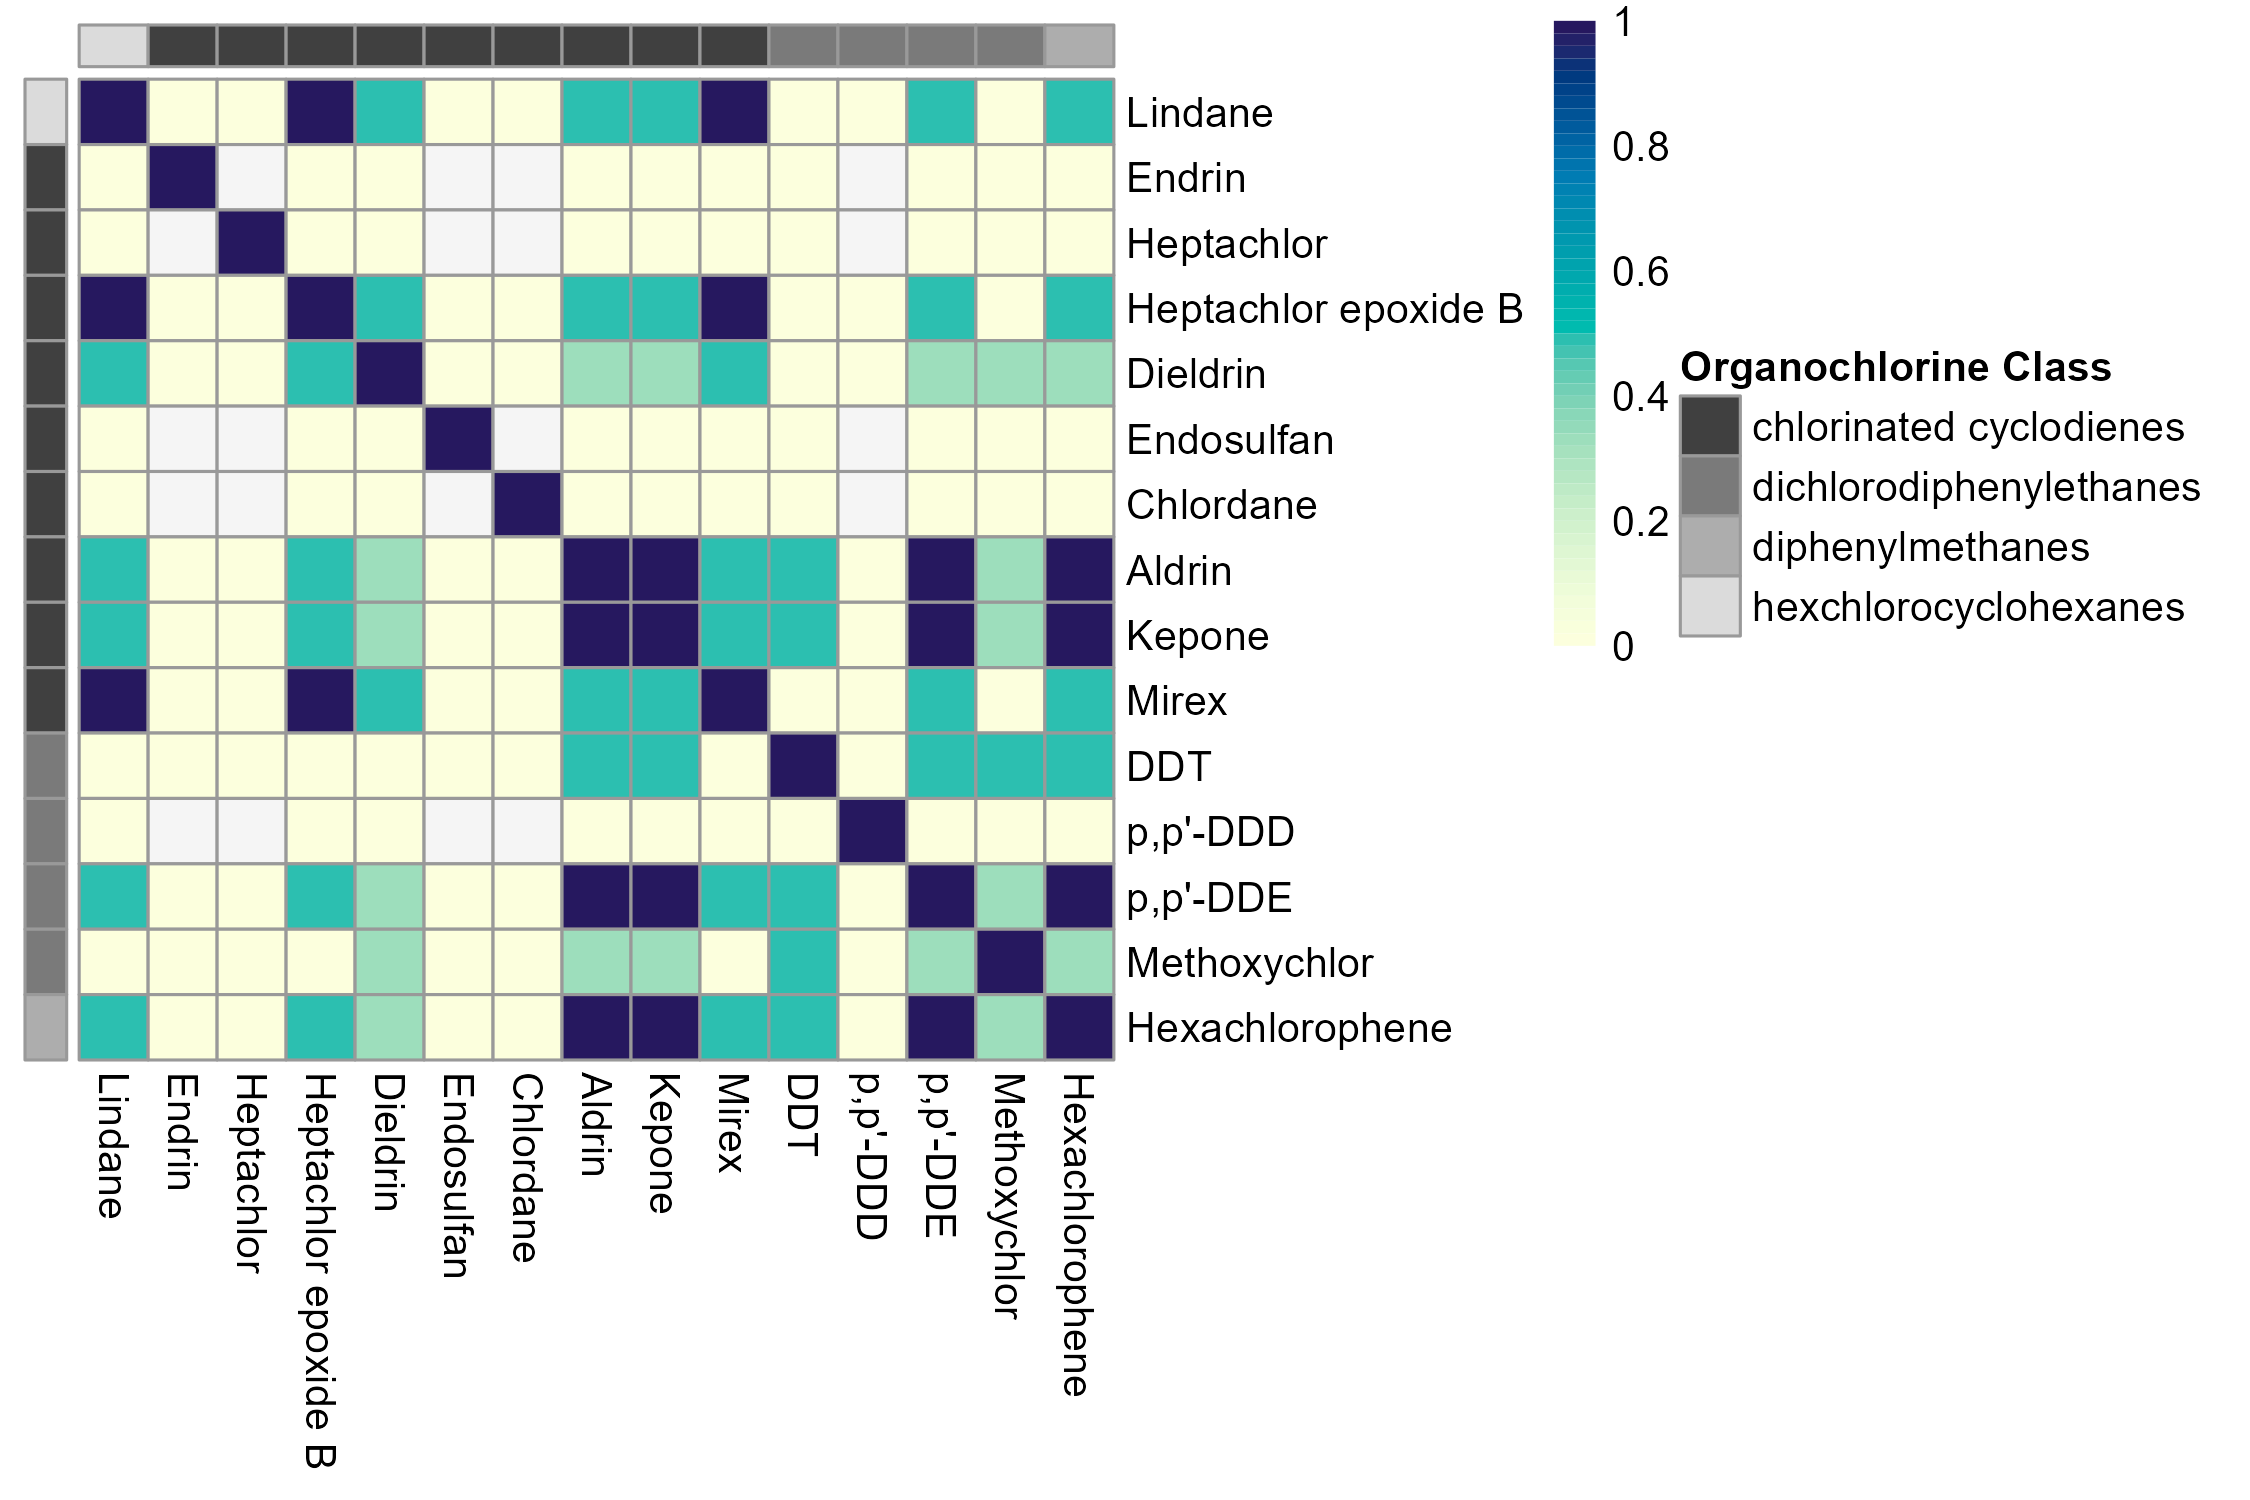 Lindane
Endrin
Heptachlor
Heptachlor epoxide B
Dieldrin
Endosulfan
Chlordane
Aldrin
Kepone
Mirex
DDT
p,p'-DDD
p,p'-DDE
Methoxychlor
Hexachlorophene
Lindane
Endrin
Heptachlor
Heptachlor epoxide B
Dieldrin
Endosulfan
Chlordane
Aldrin
Kepone
Mirex
DDT
p,p'-DDD
p,p'-DDE
Methoxychlor
Hexachlorophene
1
0.8
0.6
0.4
0.2
0
Organochlorine Class
chlorinated cyclodienes
dichlorodiphenylethanes
diphenylmethanes
hexchlorocyclohexanes